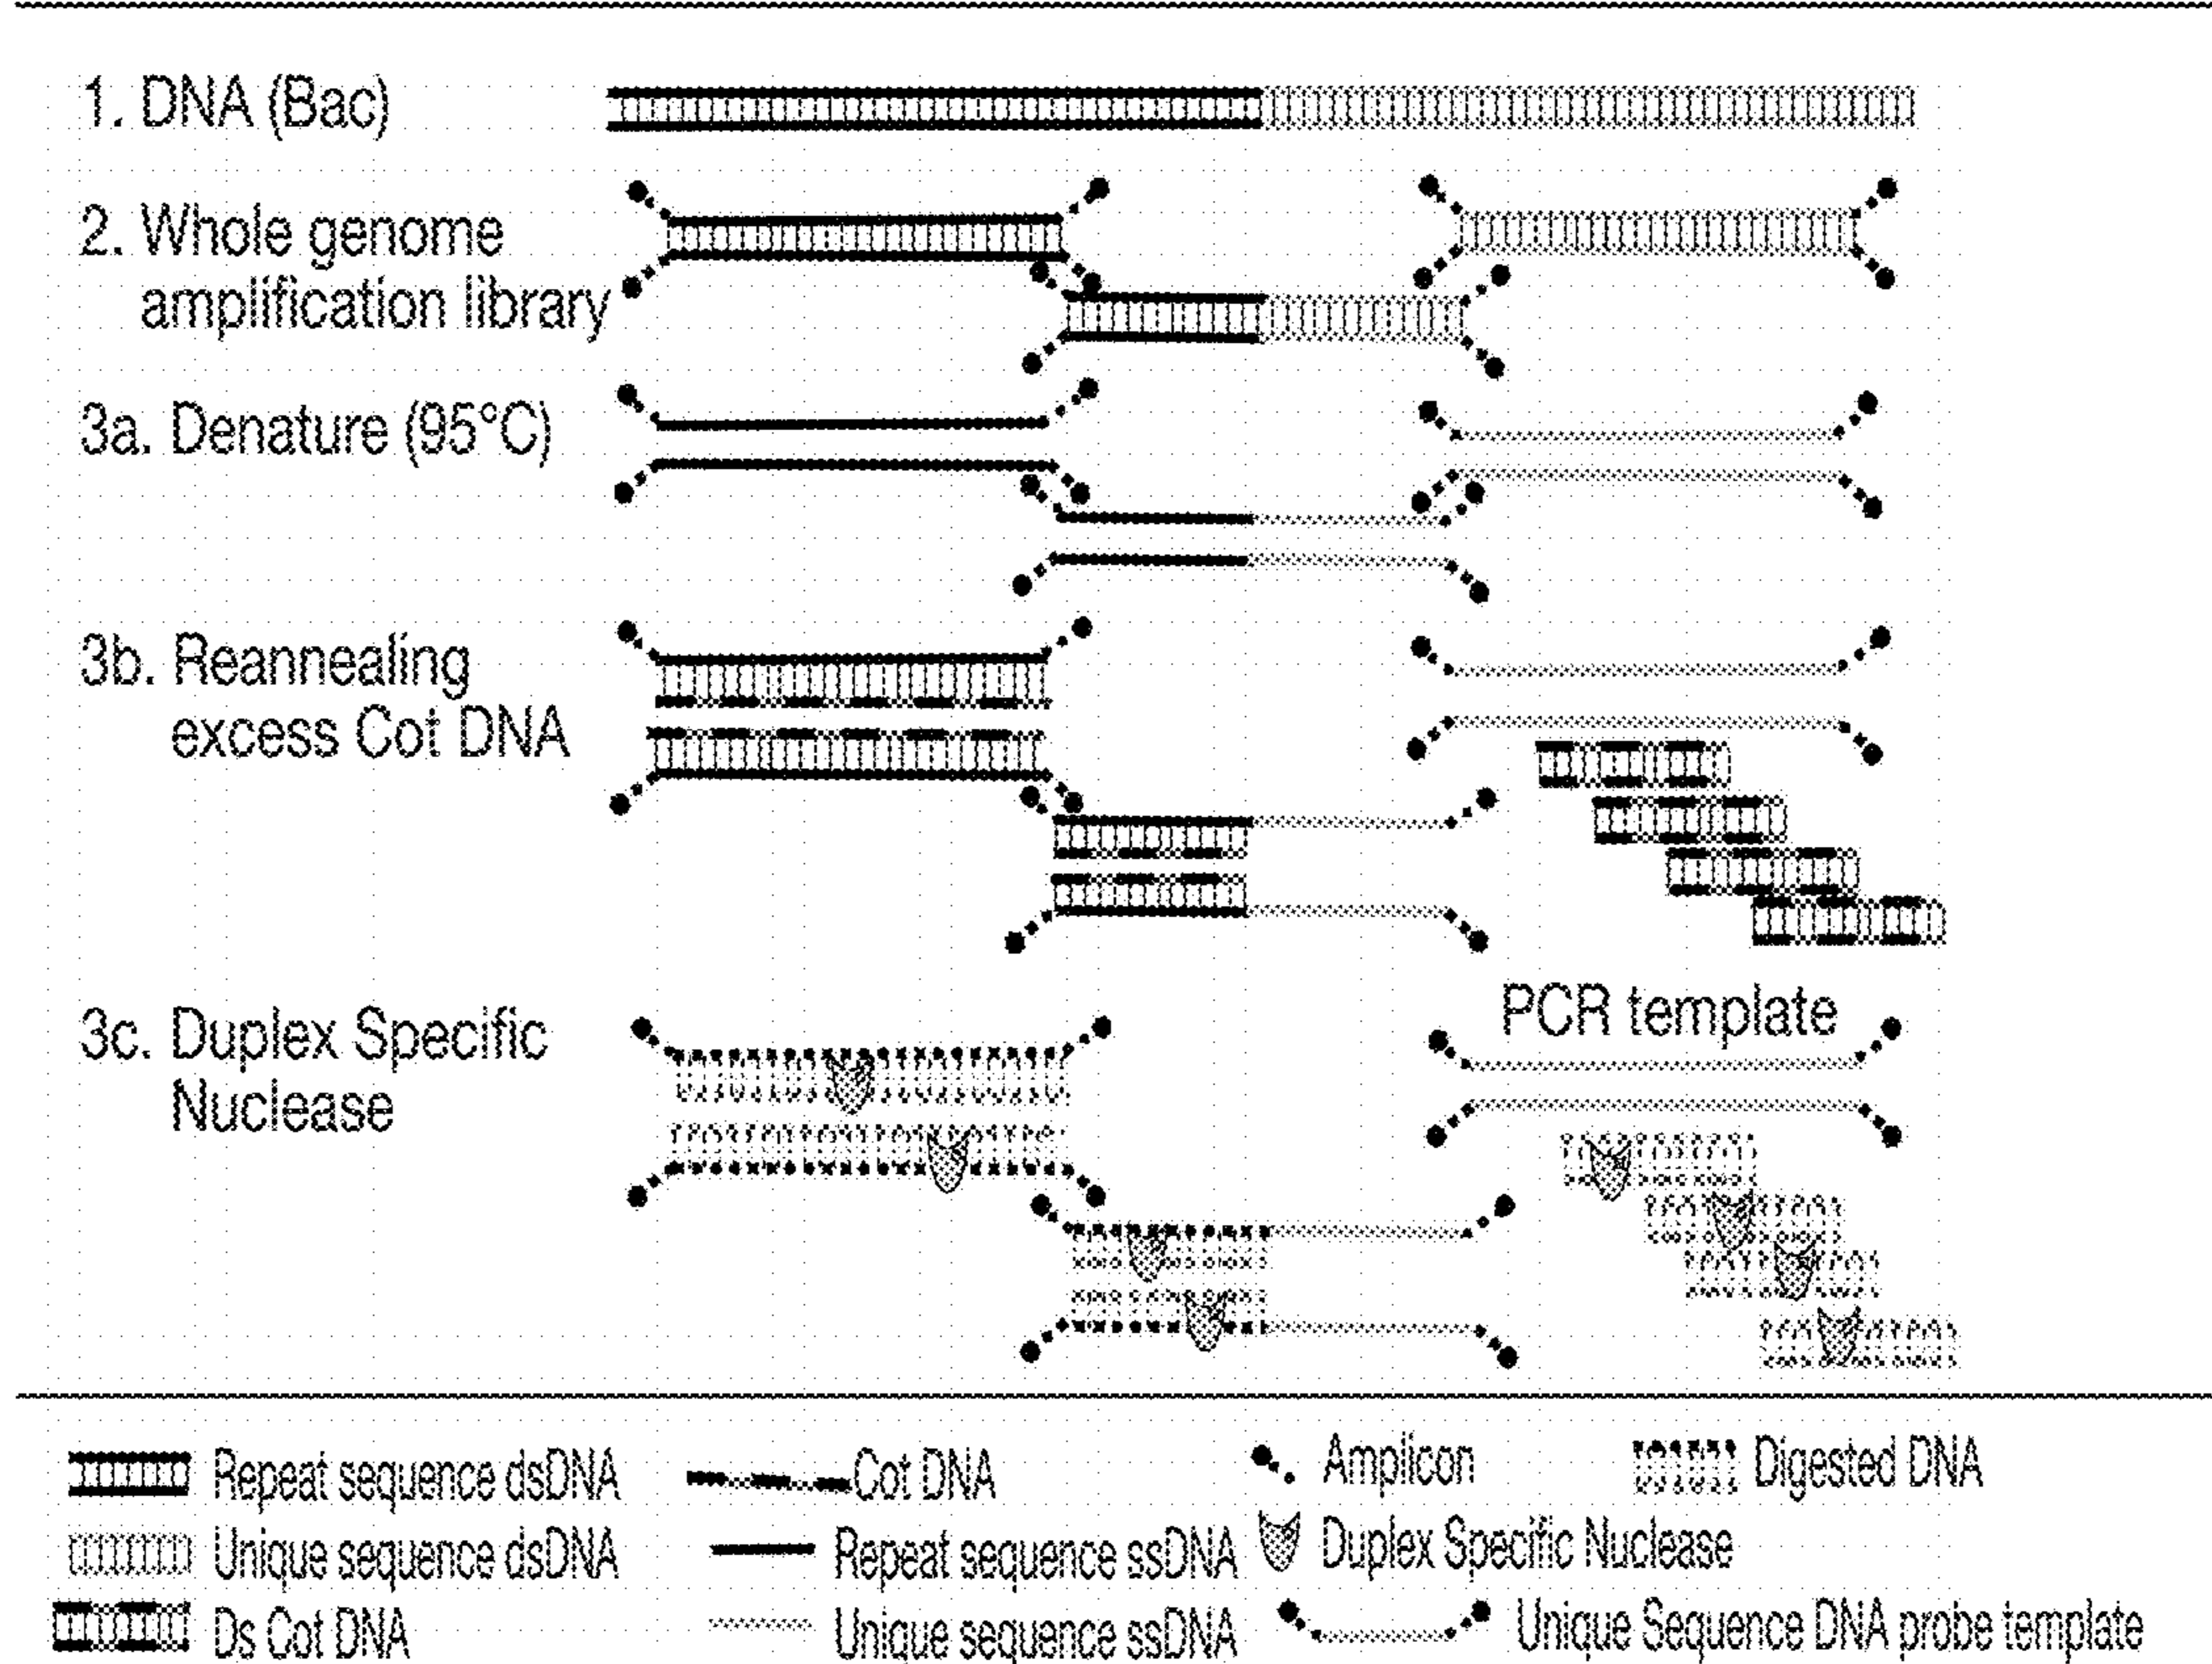 1. DNA (Bac)
2. Whole genome
amplification library
3a. Denature (95°C)
3b. Reannealing
excess Cot DNA
PCR template
3c. Duplex Specific
Nuclease
Repeat sequence dsDNA
Cot DNA
Amplicon
Digested DNA
Unique sequence dsDNA
Repeat sequence ssDNA
Duplex Specific Nuclease
Ds Cot DNA
Unique sequence ssDNA
Unique Sequence DNA probe template